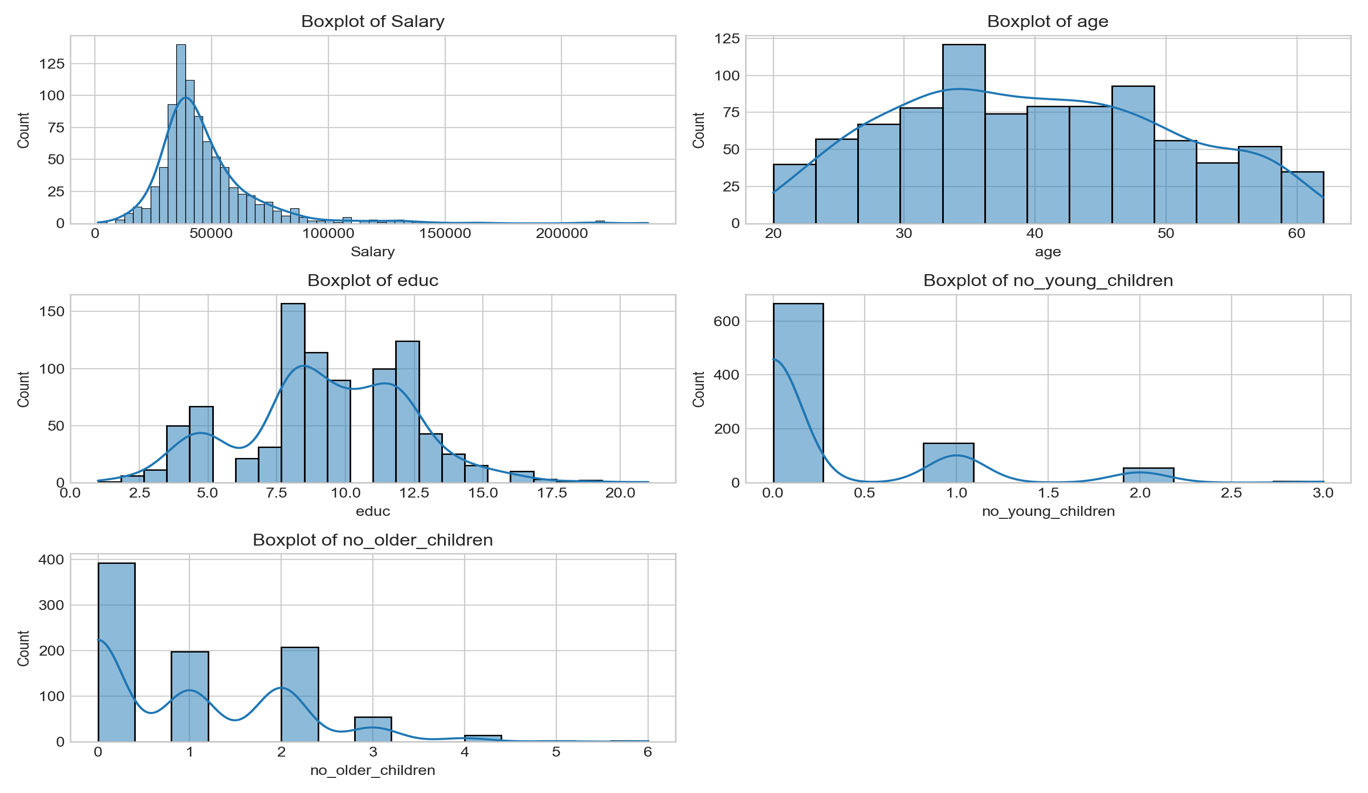 Boxplot of Salary
125
100
75
50
25
0
Count
0 50000 100000 150000 200000
Salary
Boxplot of age
125
100
75
50
25
0
Count
20 30 40 50 60
age
Boxplot of educ
150
100
50
0
Count
0.0 2.5 5.0 7.5 10.0 12.5 15.0 17.5 20.0
educ
Boxplot of no_young_children
600
400
200
0
Count
0.0 0.5 1.0 1.5 2.0 2.5 3.0
no_young_children
Boxplot of no_older_children
400
300
200
100
0
Count
0 1 2 3 4 5 6
no_older_children